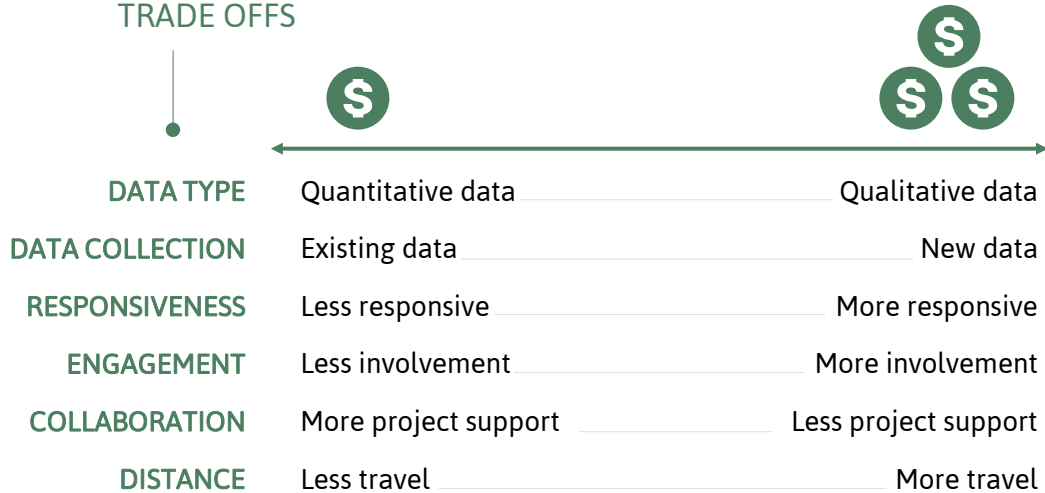 TRADE OFFS
$
$
$ $
DATA TYPE Quantitative data Qualitative data
DATA COLLECTION Existing data New data
RESPONSIVENESS Less responsive More responsive
ENGAGEMENT Less involvement More involvement
COLLABORATION More project support Less project support
DISTANCE Less travel More travel